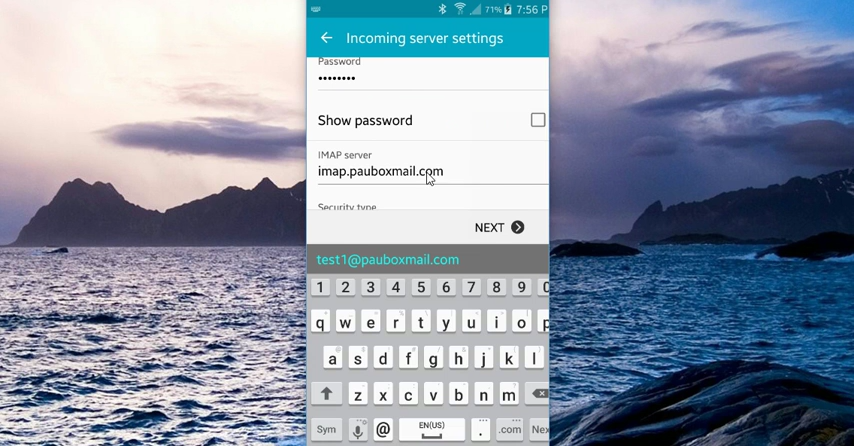 71% 7:56 P
Incoming server settings
Password
••••••••
Show password
IMAP server
imap.pauboxmail.com
Security type
NEXT
test1@pauboxmail.com
1 2 3 4 5 6 7 8 9 0
q w e r t y u i o p
a s d f g h j k l
z x c v b n m
Sym @ EN(US) . .com Nex